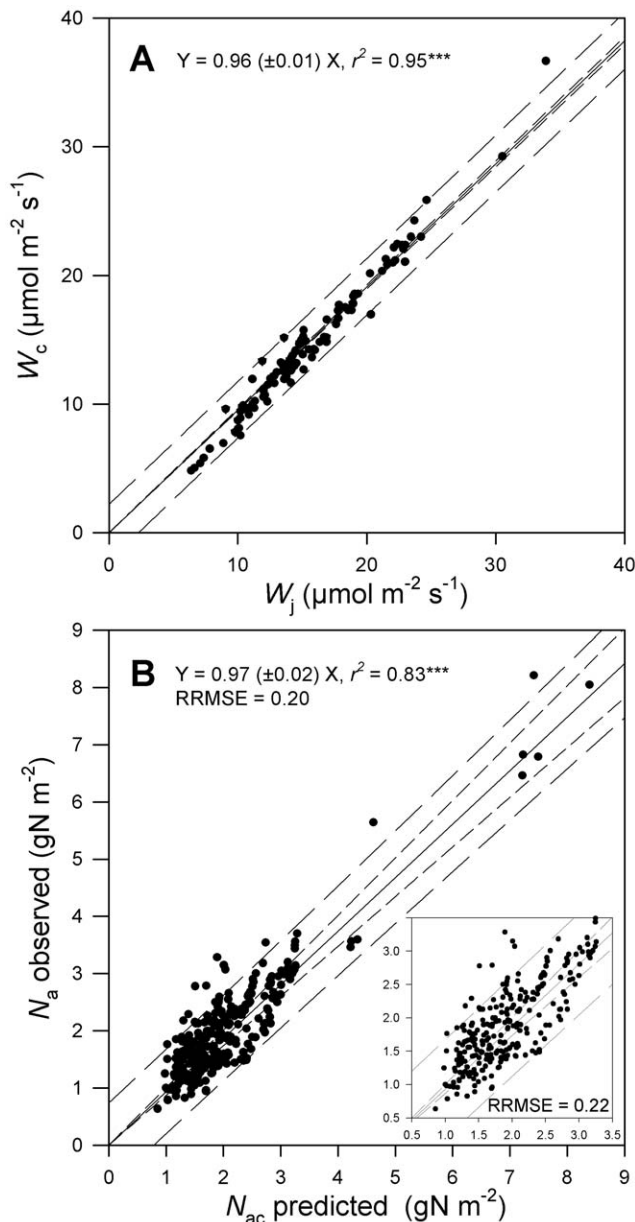 A
Y = 0.96 (±0.01) X, r² = 0.95***
40
30
20
10
0
W_c (µmol m⁻² s⁻¹)
0 10 20 30 40
W_j (µmol m⁻² s⁻¹)
B
Y = 0.97 (±0.02) X, r² = 0.83***
RRMSE = 0.20
9
8
7
6
5
4
3
2
1
0
N_a observed (gN m⁻²)
3.0
2.5
2.0
1.5
1.0
0.5
RRMSE = 0.22
0.5 1.0 1.5 2.0 2.5 3.0 3.5
0 1 2 3 4 5 6 7 8 9
N_ac predicted (gN m⁻²)